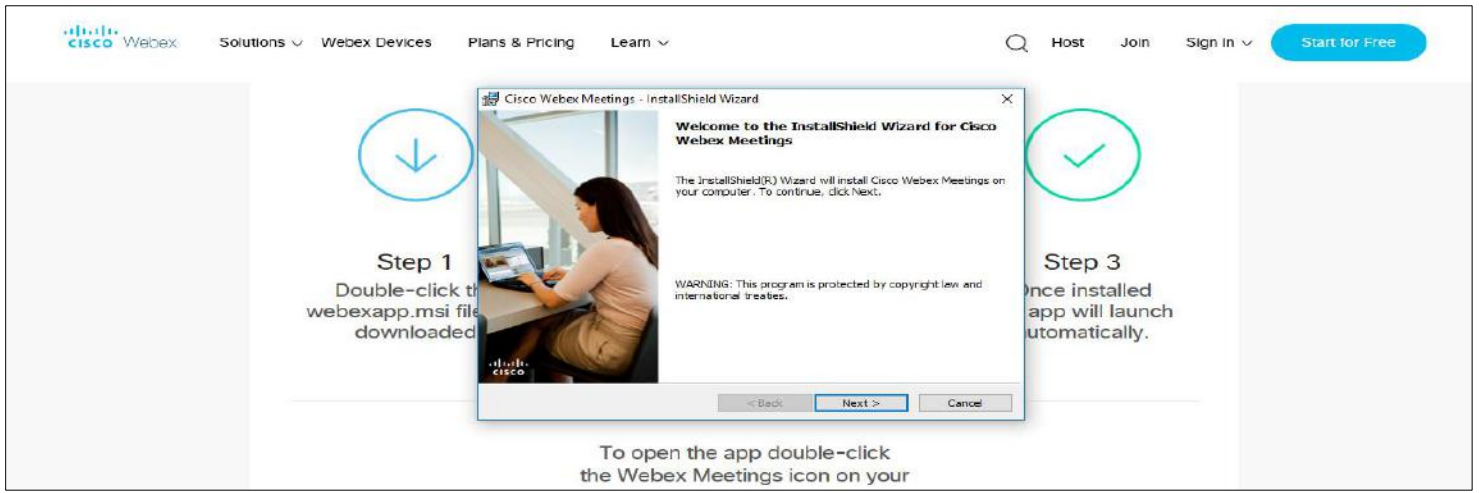 cisco Webex Solutions Webex Devices Plans & Pricing Learn Host Join Sign In Start for Free
Cisco Webex Meetings - InstallShield Wizard
Welcome to the InstallShield Wizard for Cisco
Webex Meetings
The InstallShield(R) Wizard will install Cisco Webex Meetings on
your computer. To continue, click Next.
WARNING: This program is protected by copyright law and
international treaties.
cisco
< Back Next > Cancel
Step 1
Double-click
webexapp.msi
downloaded
Step 3
installed
app will launch
To open the app double-click
the Webex Meetings icon on your